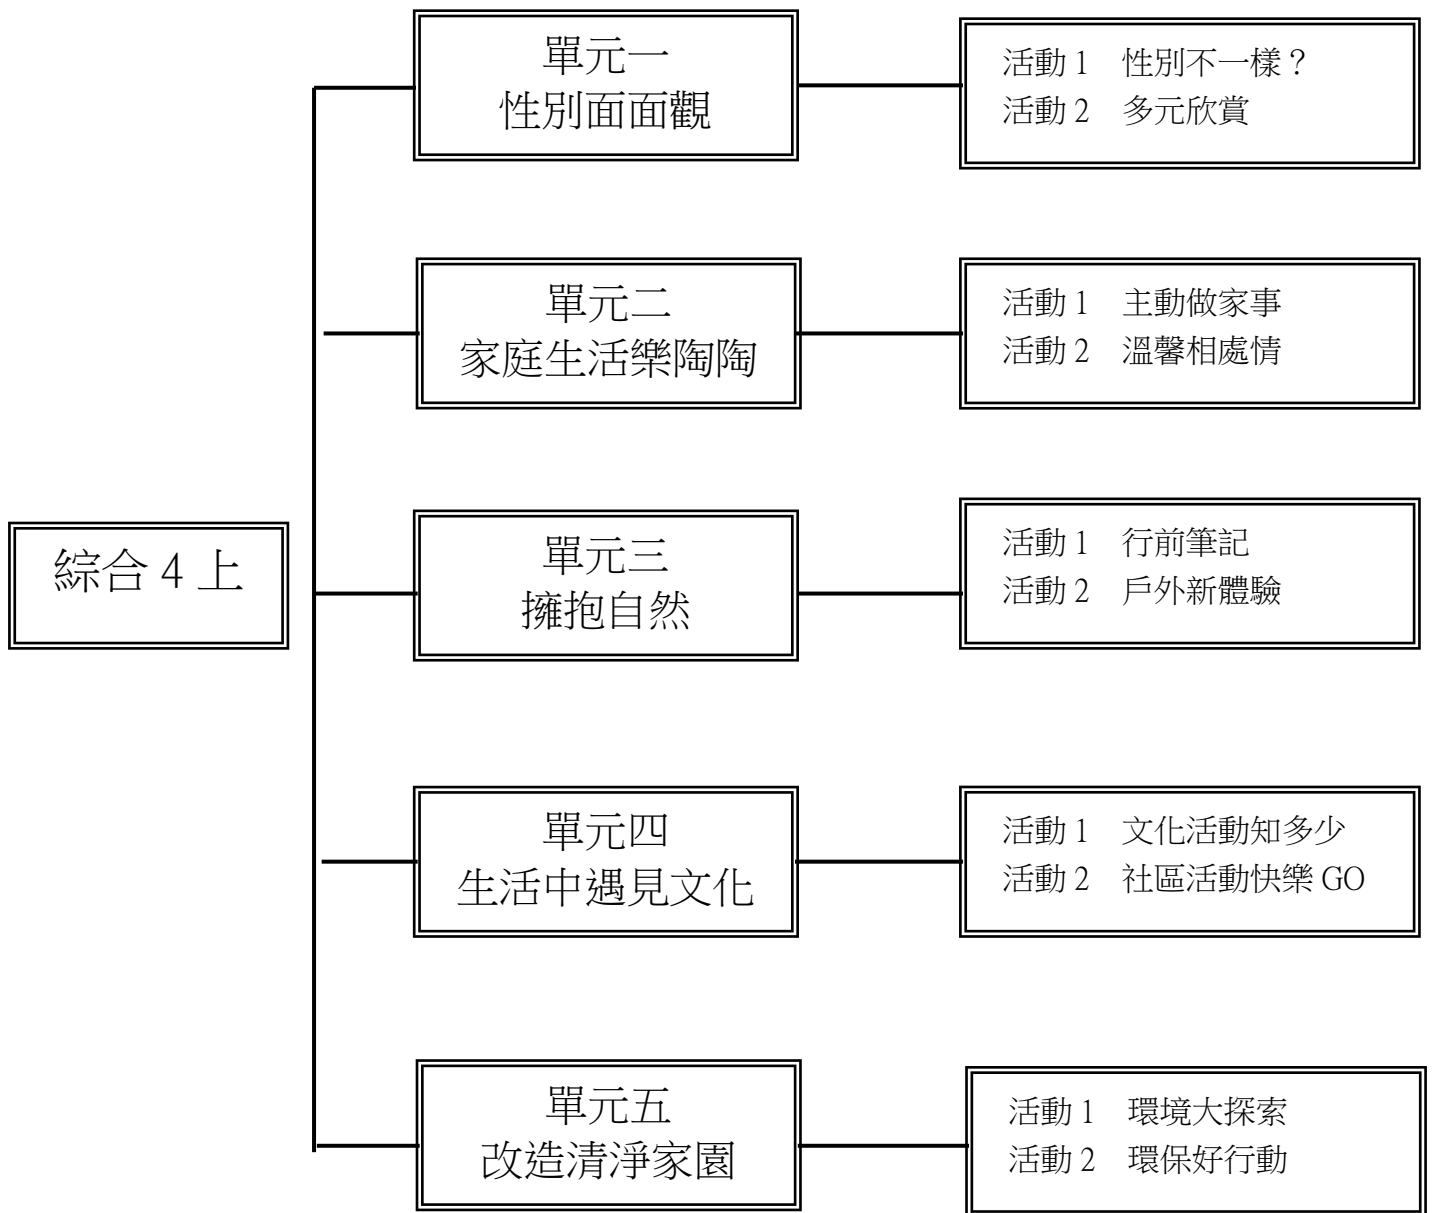 單元一
性別面面觀
活動 1　性別不一樣？
活動 2　多元欣賞
單元二
家庭生活樂陶陶
活動 1　主動做家事
活動 2　溫馨相處情
綜合 4 上
單元三
擁抱自然
活動 1　行前筆記
活動 2　戶外新體驗
單元四
生活中遇見文化
活動 1　文化活動知多少
活動 2　社區活動快樂 GO
單元五
改造清淨家園
活動 1　環境大探索
活動 2　環保好行動